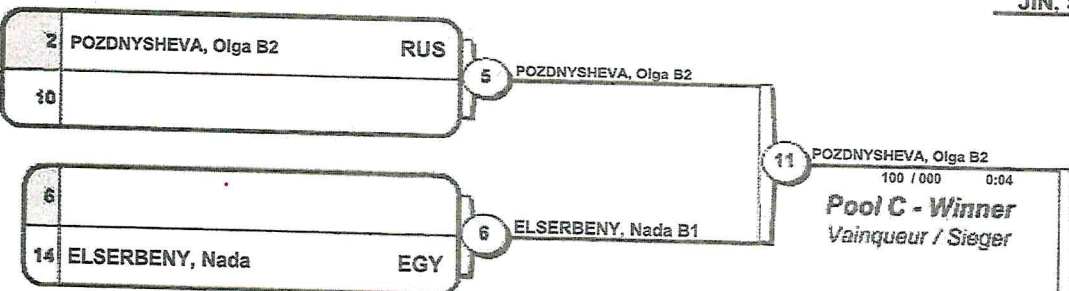 JIN,
2 POZDNYSHEVA, Olga B2 RUS
10
5 POZDNYSHEVA, Olga B2
11 POZDNYSHEVA, Olga B2
100 / 000 0:04
Pool C - Winner
Vainqueur / Sieger
6
14 ELSERBENY, Nada EGY
6 ELSERBENY, Nada B1